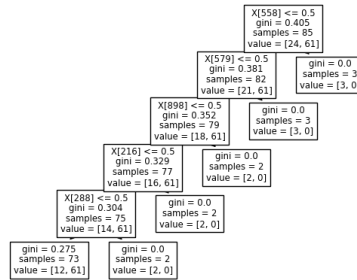 X[558] <= 0.5
gini = 0.405
samples = 85
value = [24, 61]
X[579] <= 0.5
gini = 0.381
samples = 82
value = [21, 61]
gini = 0.0
samples = 3
value = [3, 0]
X[898] <= 0.5
gini = 0.352
samples = 79
value = [18, 61]
gini = 0.0
samples = 3
value = [3, 0]
X[216] <= 0.5
gini = 0.329
samples = 77
value = [16, 61]
gini = 0.0
samples = 2
value = [2, 0]
X[288] <= 0.5
gini = 0.304
samples = 75
value = [14, 61]
gini = 0.0
samples = 2
value = [2, 0]
gini = 0.275
samples = 73
value = [12, 61]
gini = 0.0
samples = 2
value = [2, 0]